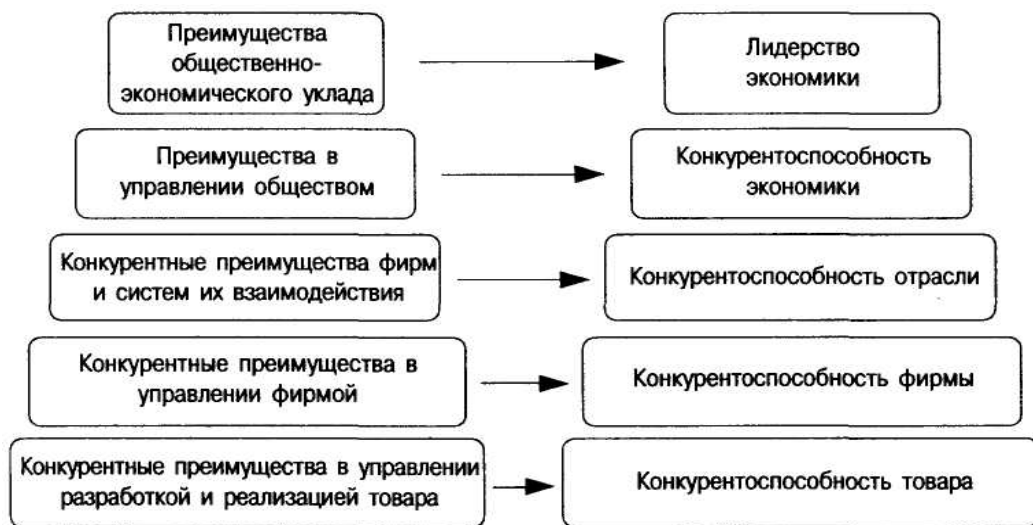 Преимущества
общественно-
экономического уклада
Лидерство
экономики
Преимущества в
управлении обществом
Конкурентоспособность
экономики
Конкурентные преимущества фирм
и систем их взаимодействия
Конкурентоспособность отрасли
Конкурентные преимущества в
управлении фирмой
Конкурентоспособность фирмы
Конкурентные преимущества в управлении
разработкой и реализацией товара
Конкурентоспособность товара